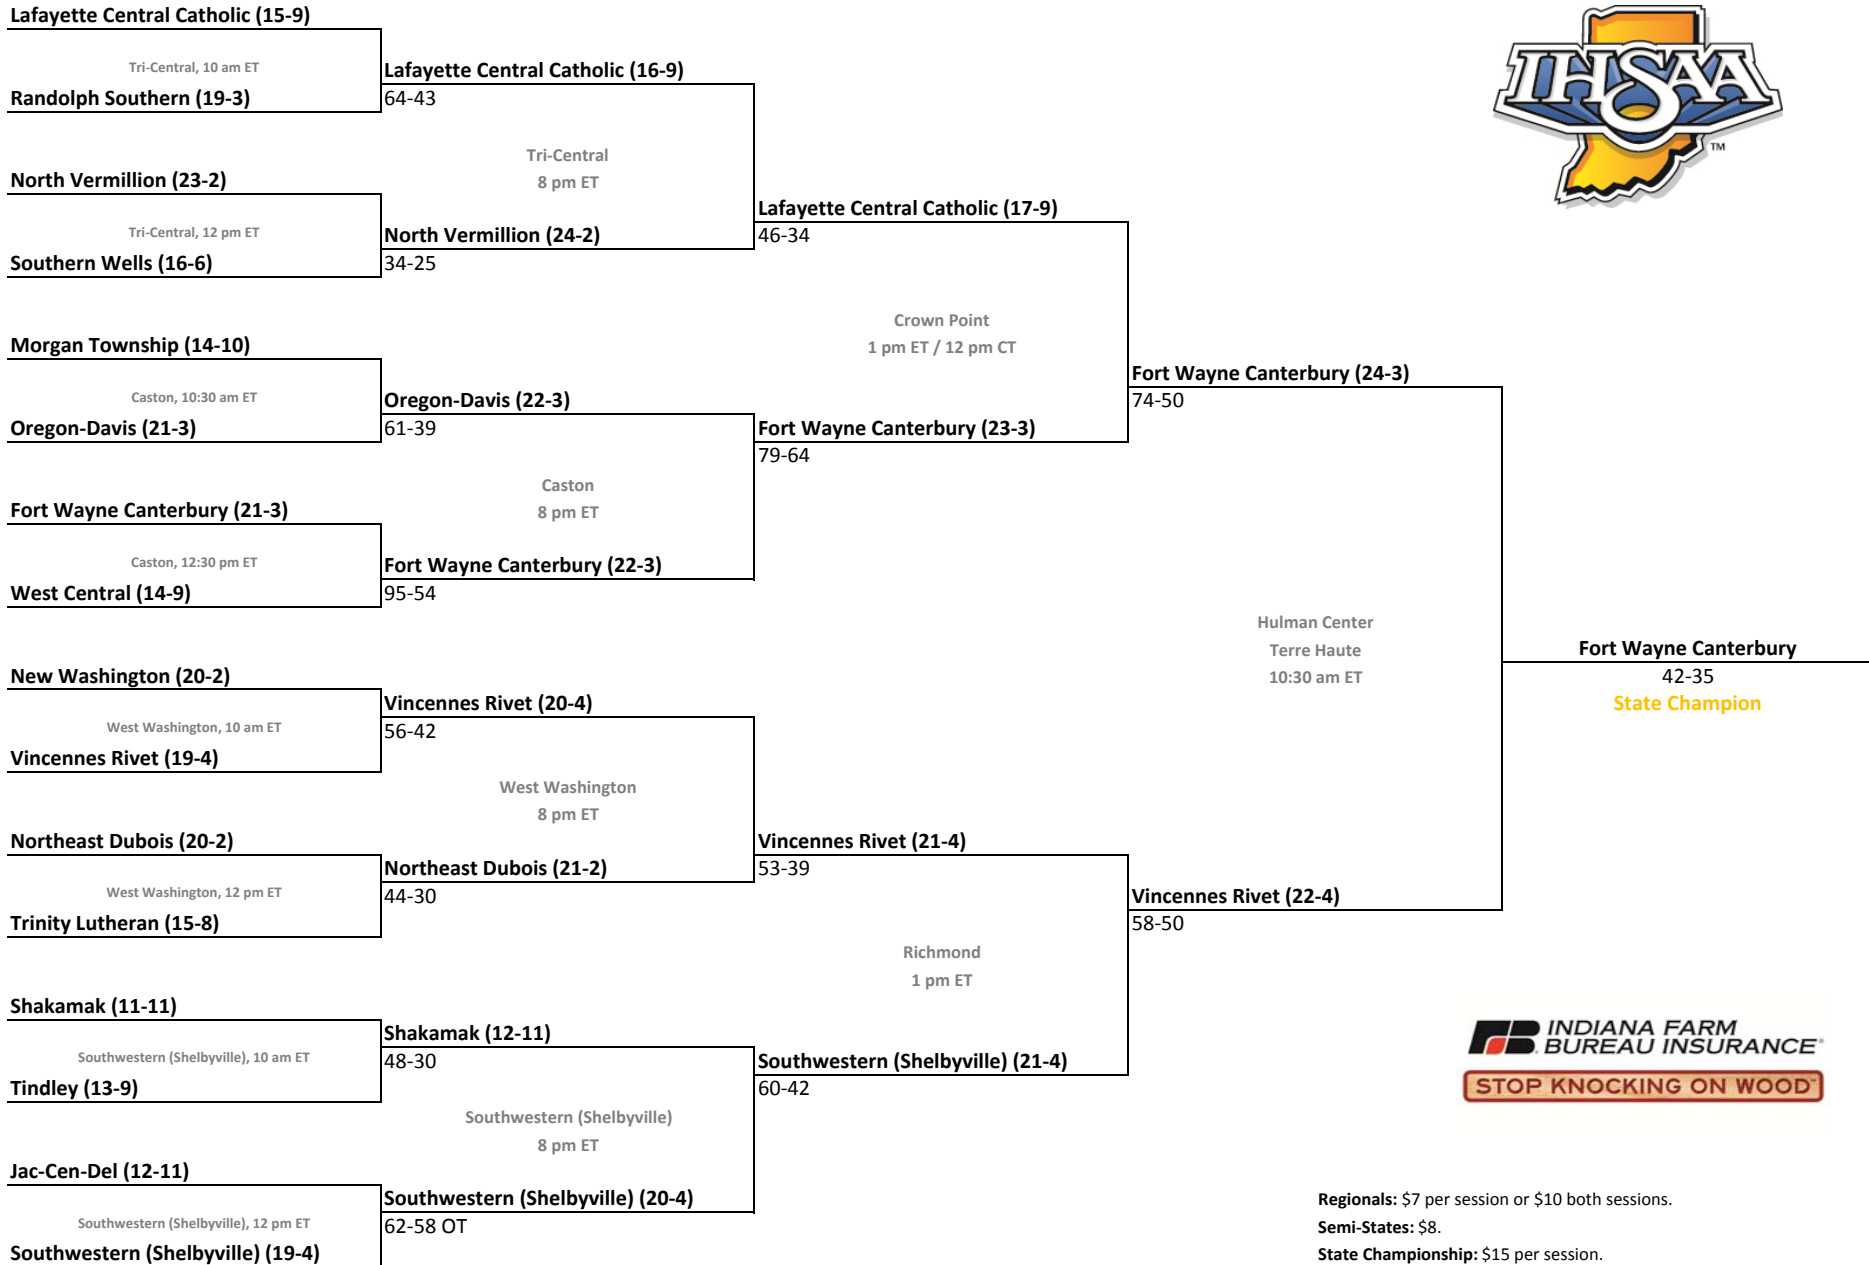 Lafayette Central Catholic (15-9)
Tri-Central, 10 am ET
Randolph Southern (19-3)
North Vermillion (23-2)
Tri-Central, 12 pm ET
Southern Wells (16-6)
Morgan Township (14-10)
Caston, 10:30 am ET
Oregon-Davis (21-3)
Fort Wayne Canterbury (21-3)
Caston, 12:30 pm ET
West Central (14-9)
New Washington (20-2)
West Washington, 10 am ET
Vincennes Rivet (19-4)
Northeast Dubois (20-2)
West Washington, 12 pm ET
Trinity Lutheran (15-8)
Shakamak (11-11)
Southwestern (Shelbyville), 10 am ET
Tindley (13-9)
Jac-Cen-Del (12-11)
Southwestern (Shelbyville), 12 pm ET
Southwestern (Shelbyville) (19-4)
Lafayette Central Catholic (16-9)
64-43
Tri-Central
8 pm ET
North Vermillion (24-2)
34-25
Oregon-Davis (22-3)
61-39
Caston
8 pm ET
Fort Wayne Canterbury (22-3)
95-54
Vincennes Rivet (20-4)
56-42
West Washington
8 pm ET
Northeast Dubois (21-2)
44-30
Shakamak (12-11)
48-30
Southwestern (Shelbyville)
8 pm ET
Southwestern (Shelbyville) (20-4)
62-58 OT
Lafayette Central Catholic (17-9)
46-34
Crown Point
1 pm ET / 12 pm CT
Fort Wayne Canterbury (23-3)
79-64
Vincennes Rivet (21-4)
53-39
Richmond
1 pm ET
Southwestern (Shelbyville) (21-4)
60-42
Fort Wayne Canterbury (24-3)
74-50
Hulman Center
Terre Haute
10:30 am ET
Vincennes Rivet (22-4)
58-50
Fort Wayne Canterbury
42-35
State Champion
IHSAA
TM
INDIANA FARM
BUREAU INSURANCE®
STOP KNOCKING ON WOOD™
Regionals: $7 per session or $10 both sessions.
Semi-States: $8.
State Championship: $15 per session.